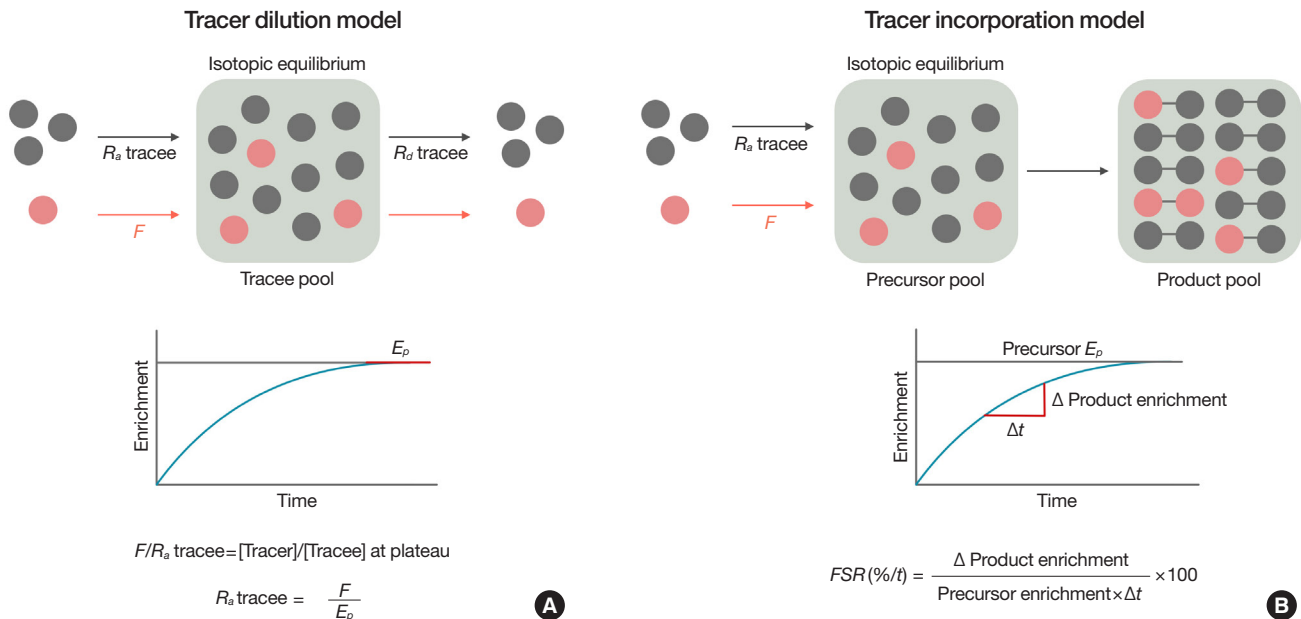 Tracer dilution model
Isotopic equilibrium
Rₐ tracee
R_d tracee
F
Tracee pool
Eₚ
Enrichment
Time
F/Rₐ tracee=[Tracer]/[Tracee] at plateau
Rₐ tracee = F
Eₚ
A
Tracer incorporation model
Isotopic equilibrium
Rₐ tracee
F
Precursor pool
Product pool
Precursor Eₚ
Δ Product enrichment
Δt
Enrichment
Time
Δ Product enrichment
FSR (%/t) = ×100
Precursor enrichment×Δt
B